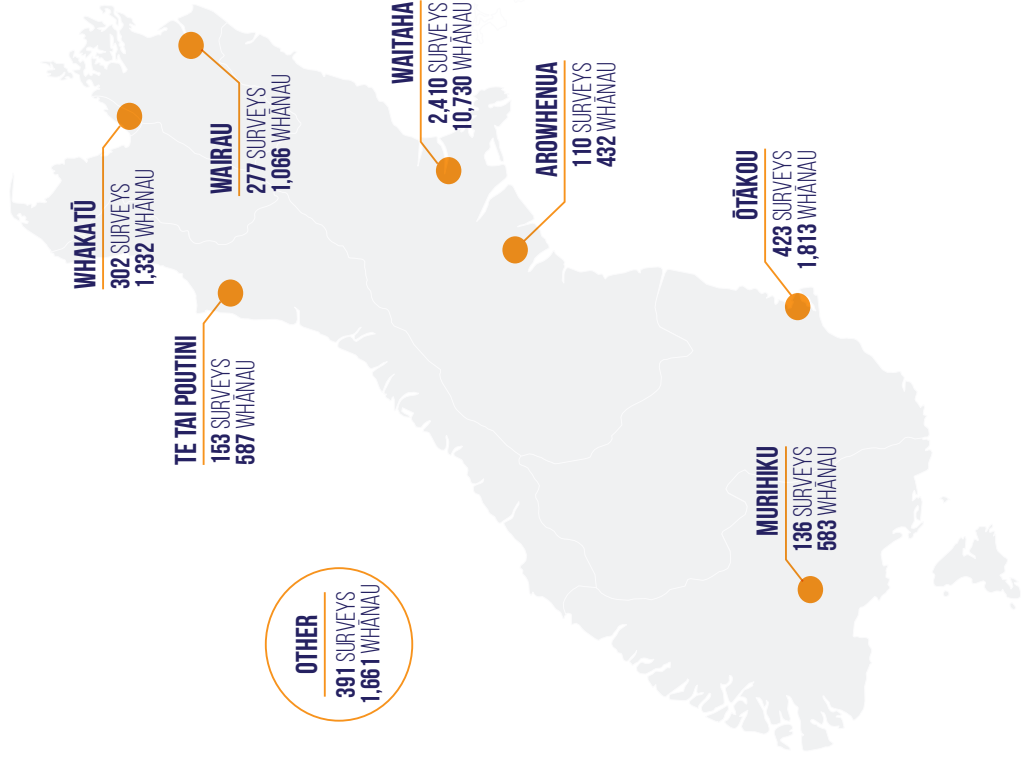 WHAKATŪ
302 SURVEYS
1,332 WHĀNAU
WAIRAU
277 SURVEYS
1,066 WHĀNAU
TE TAI POUTINI
153 SURVEYS
587 WHĀNAU
WAITAHA
2,410 SURVEYS
10,730 WHĀNAU
AROWHENUA
110 SURVEYS
432 WHĀNAU
ŌTĀKOU
423 SURVEYS
1,813 WHĀNAU
MURIHIKU
136 SURVEYS
583 WHĀNAU
OTHER
391 SURVEYS
1,661 WHĀNAU